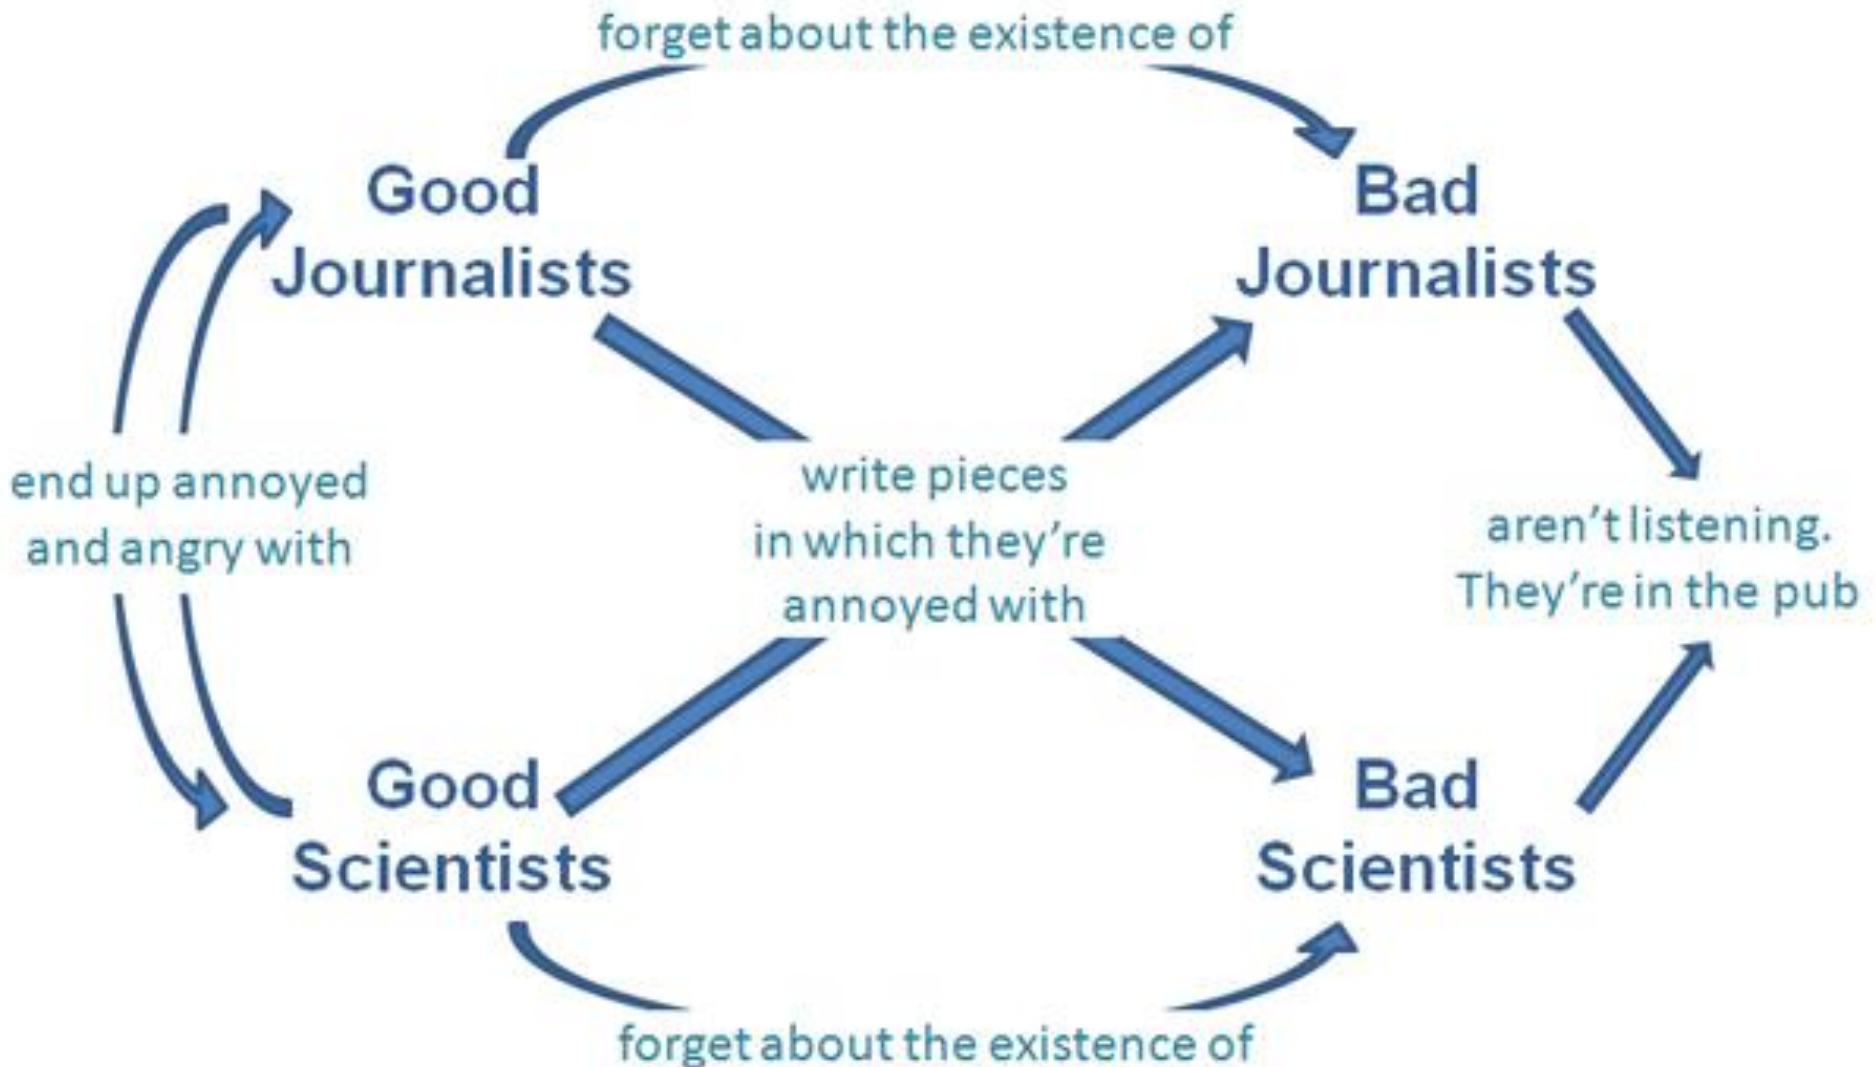 forget about the existence of
Good
Journalists
Bad
Journalists
end up annoyed
and angry with
write pieces
in which they're
annoyed with
aren't listening.
They're in the pub
Good
Scientists
Bad
Scientists
forget about the existence of